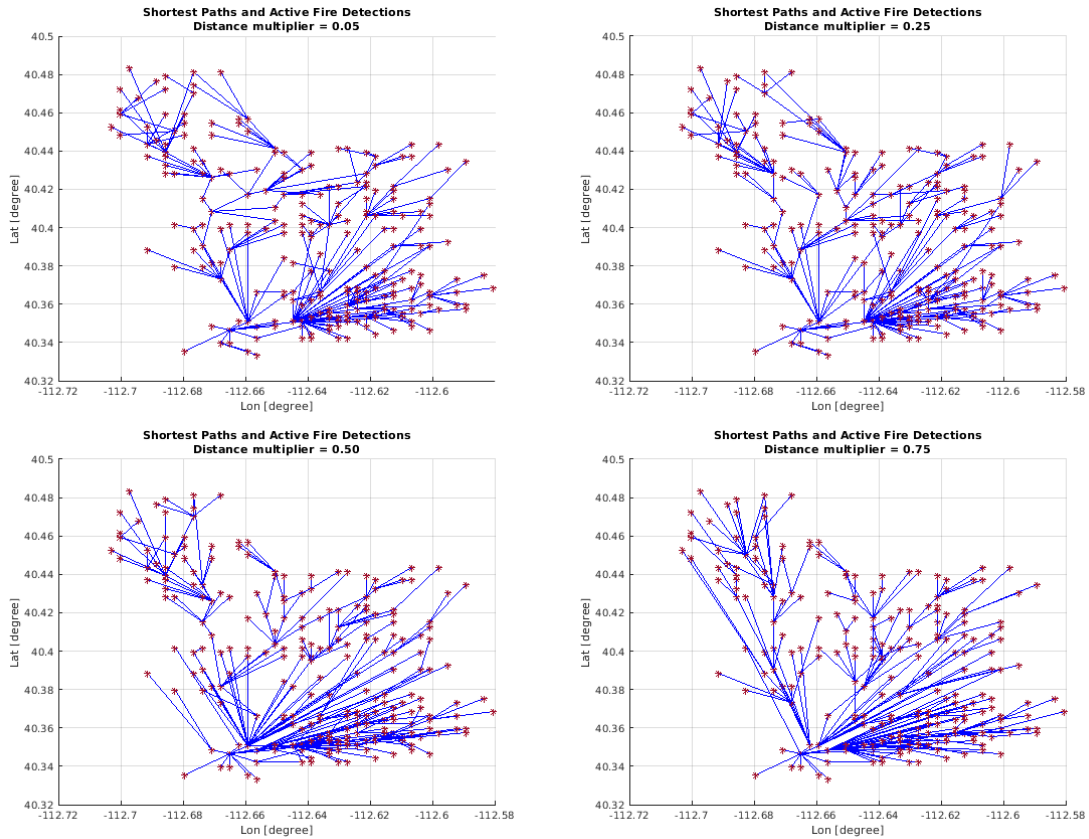 Shortest Paths and Active Fire Detections
Distance multiplier = 0.05
40.5
40.48
40.46
40.44
40.42
40.4
40.38
40.36
40.34
40.32
Lat [degree]
-112.72 -112.7 -112.68 -112.66 -112.64 -112.62 -112.6
Lon [degree]
Shortest Paths and Active Fire Detections
Distance multiplier = 0.25
40.5
40.48
40.46
40.44
40.42
40.4
40.38
40.36
40.34
40.32
Lat [degree]
-112.72 -112.7 -112.68 -112.66 -112.64 -112.62 -112.6 -112.58
Lon [degree]
Shortest Paths and Active Fire Detections
Distance multiplier = 0.50
40.5
40.48
40.46
40.44
40.42
40.4
40.38
40.36
40.34
40.32
Lat [degree]
-112.72 -112.7 -112.68 -112.66 -112.64 -112.62 -112.6 -112.58
Lon [degree]
Shortest Paths and Active Fire Detections
Distance multiplier = 0.75
40.5
40.48
40.46
40.44
40.42
40.4
40.38
40.36
40.34
40.32
Lat [degree]
-112.72 -112.7 -112.68 -112.66 -112.64 -112.62 -112.6 -112.58
Lon [degree]